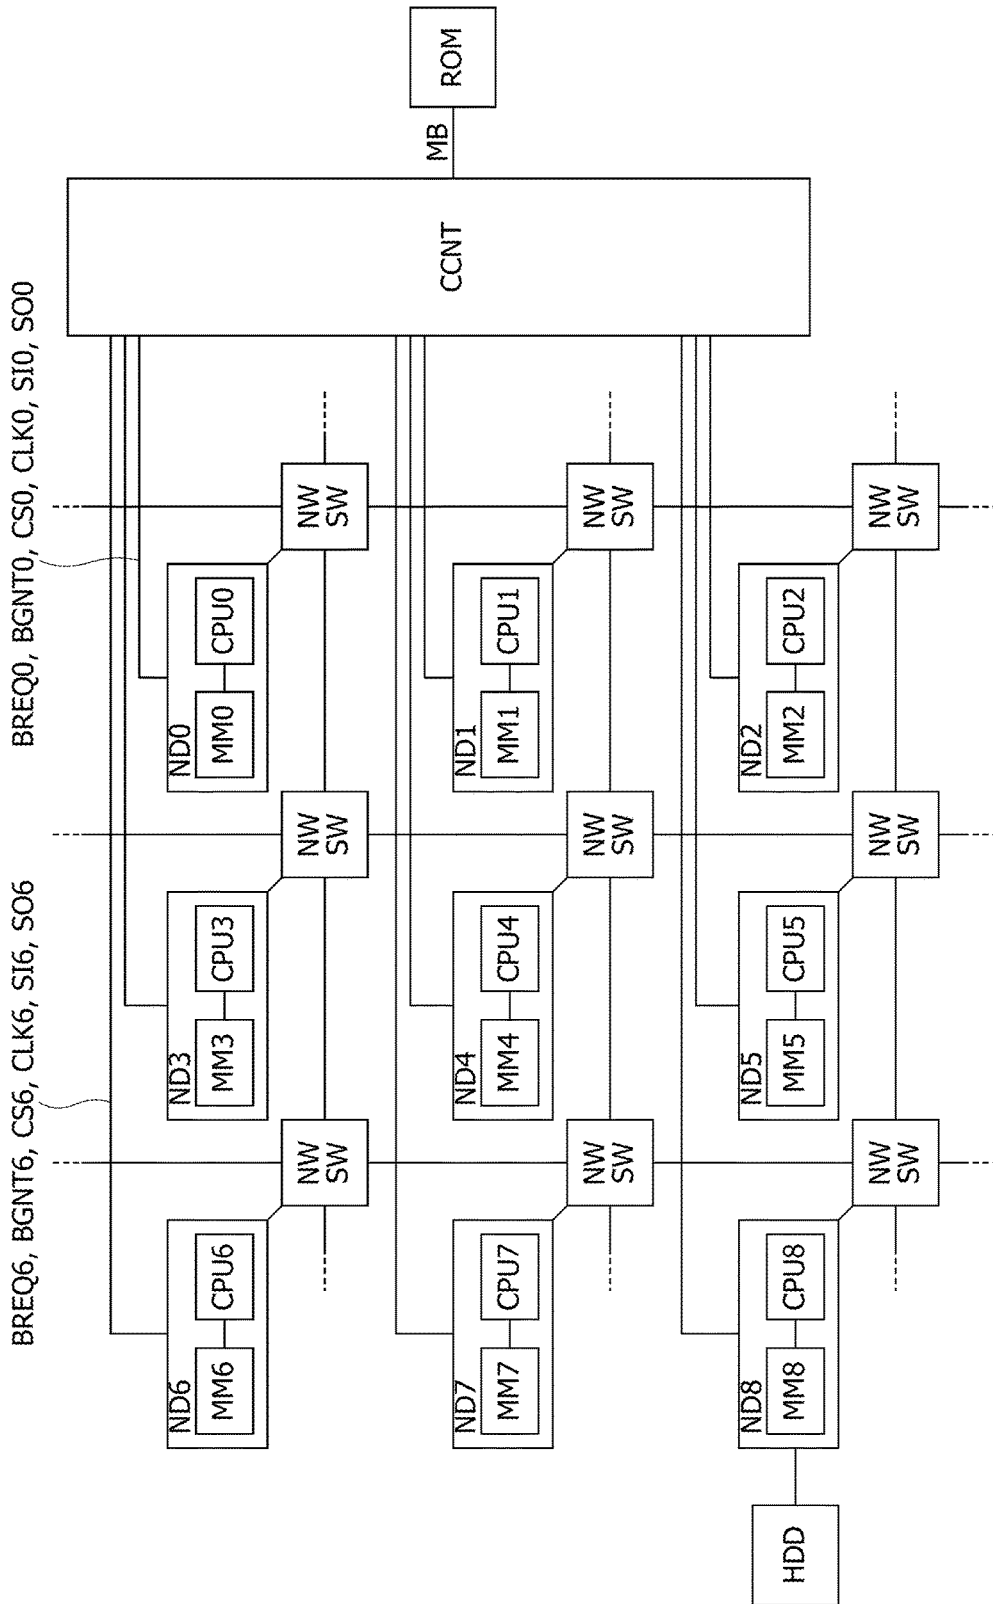 BREQ6, BGNT6, CS6, CLK6, SI6, SO6
BREQ0, BGNT0, CS0, CLK0, SI0, SO0
ND6
MM6
CPU6
ND3
MM3
CPU3
ND0
MM0
CPU0
NW
SW
NW
SW
NW
SW
CCNT
MB
ROM
ND7
MM7
CPU7
ND4
MM4
CPU4
ND1
MM1
CPU1
NW
SW
NW
SW
NW
SW
HDD
ND8
MM8
CPU8
ND5
MM5
CPU5
ND2
MM2
CPU2
NW
SW
NW
SW
NW
SW